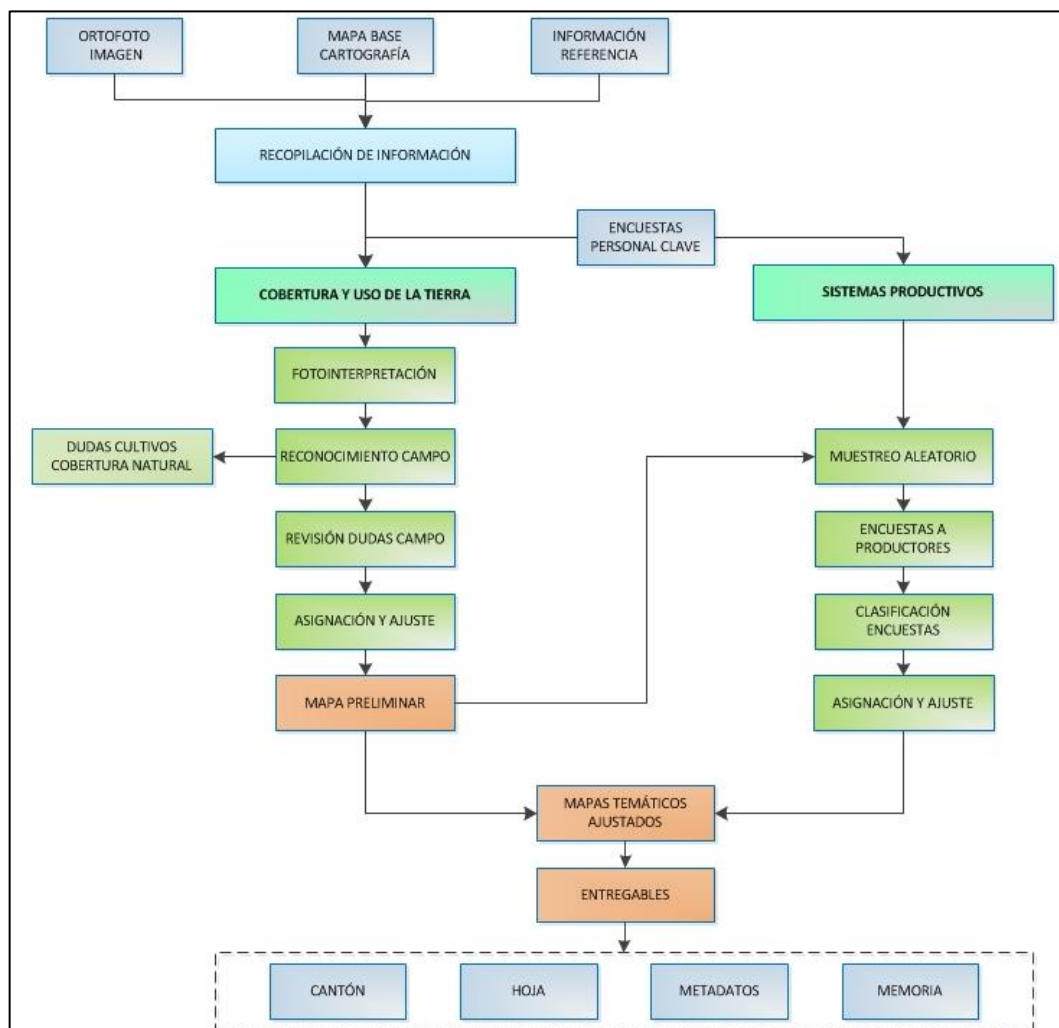 ORTOFOTO
IMAGEN
MAPA BASE
CARTOGRAFÍA
INFORMACIÓN
REFERENCIA
RECOPILACIÓN DE INFORMACIÓN
ENCUESTAS
PERSONAL CLAVE
COBERTURA Y USO DE LA TIERRA
SISTEMAS PRODUCTIVOS
FOTOINTERPRETACIÓN
DUDAS CULTIVOS
COBERTURA NATURAL
RECONOCIMIENTO CAMPO
MUESTREO ALEATORIO
REVISIÓN DUDAS CAMPO
ENCUESTAS A
PRODUCTORES
ASIGNACIÓN Y AJUSTE
CLASIFICACIÓN
ENCUESTAS
MAPA PRELIMINAR
ASIGNACIÓN Y AJUSTE
MAPAS TEMÁTICOS
AJUSTADOS
ENTREGABLES
CANTÓN
HOJA
METADATOS
MEMORIA